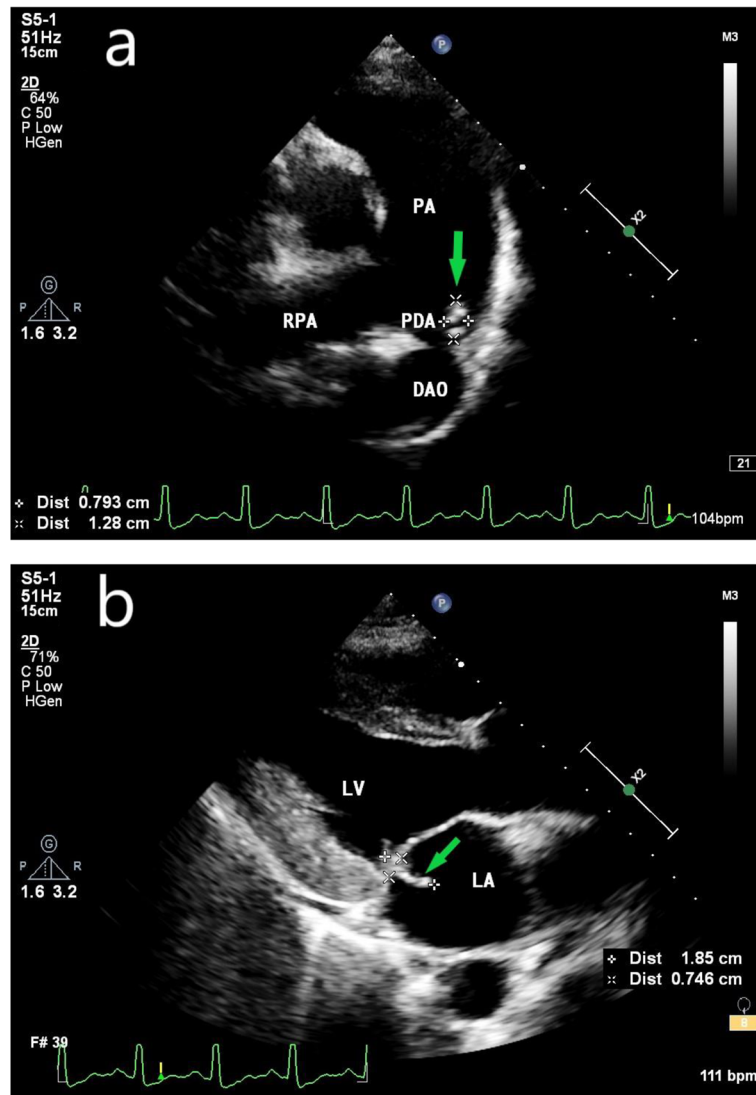 S5-1
51Hz
15cm
a
P
M3
2D
64%
C 50
P Low
HGen
PA
X2
G
P R
1.6 3.2
RPA
PDA
DAO
21
Dist 0.793 cm
Dist 1.28 cm
104bpm
S5-1
51Hz
15cm
b
P
M3
2D
71%
C 50
P Low
HGen
LV
X2
G
P R
1.6 3.2
LA
Dist 1.85 cm
Dist 0.746 cm
8
F# 39
111 bpm